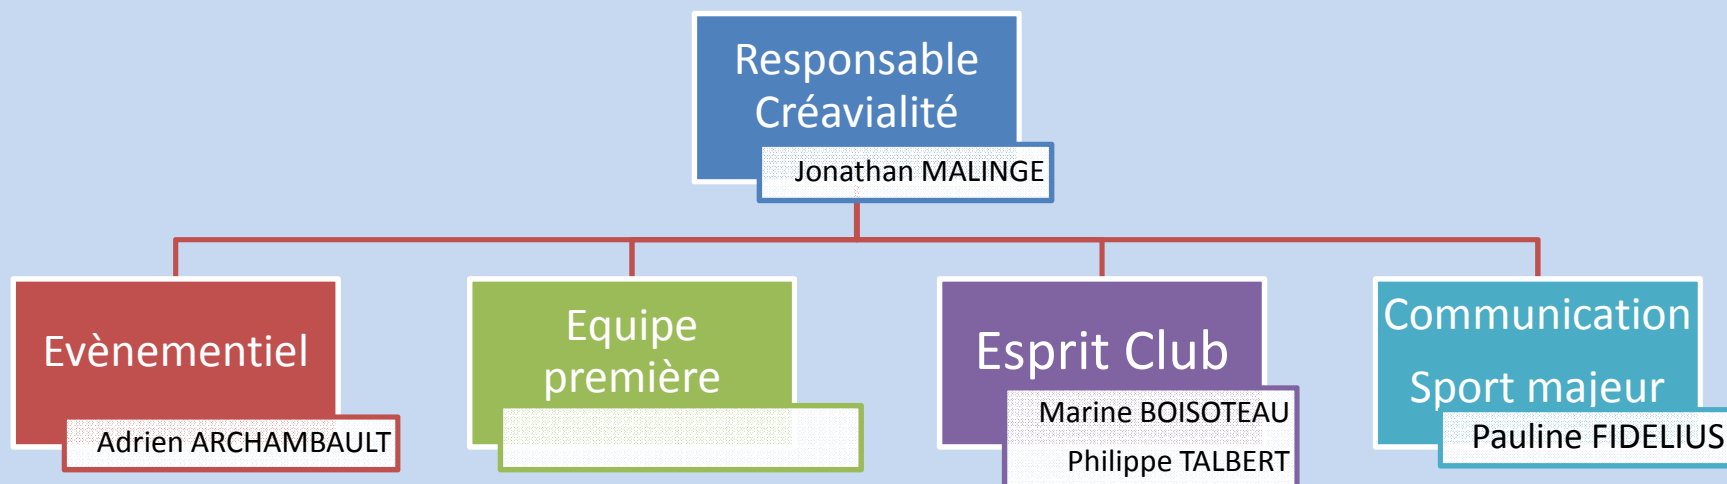 Responsable
Créavialité
Jonathan MALINGE
Evènementiel
Adrien ARCHAMBAULT
Equipe
première
Esprit Club
Marine BOISOTEAU
Philippe TALBERT
Communication
Sport majeur
Pauline FIDELIUS